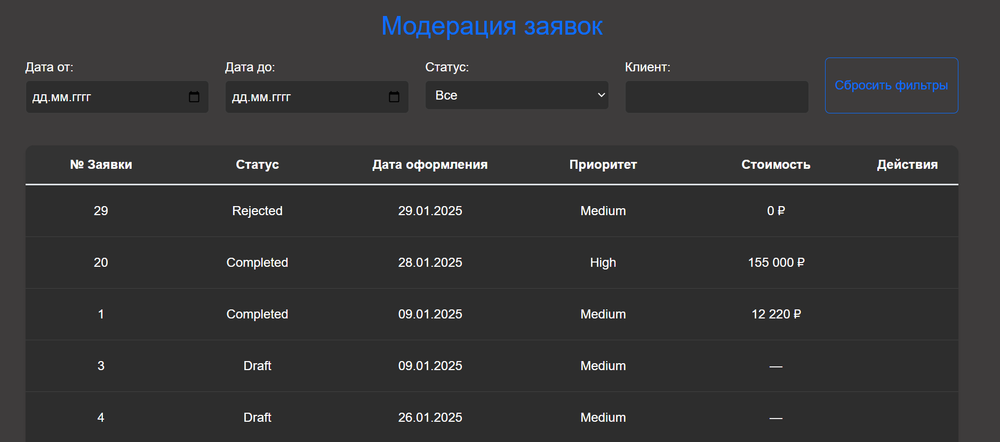 Модерация заявок
Дата от: Дата до: Статус: Клиент:
дд.мм.гггг дд.мм.гггг Все Сбросить фильтры
№ Заявки Статус Дата оформления Приоритет Стоимость Действия
29 Rejected 29.01.2025 Medium 0 ₽
20 Completed 28.01.2025 High 155 000 ₽
1 Completed 09.01.2025 Medium 12 220 ₽
3 Draft 09.01.2025 Medium —
4 Draft 26.01.2025 Medium —